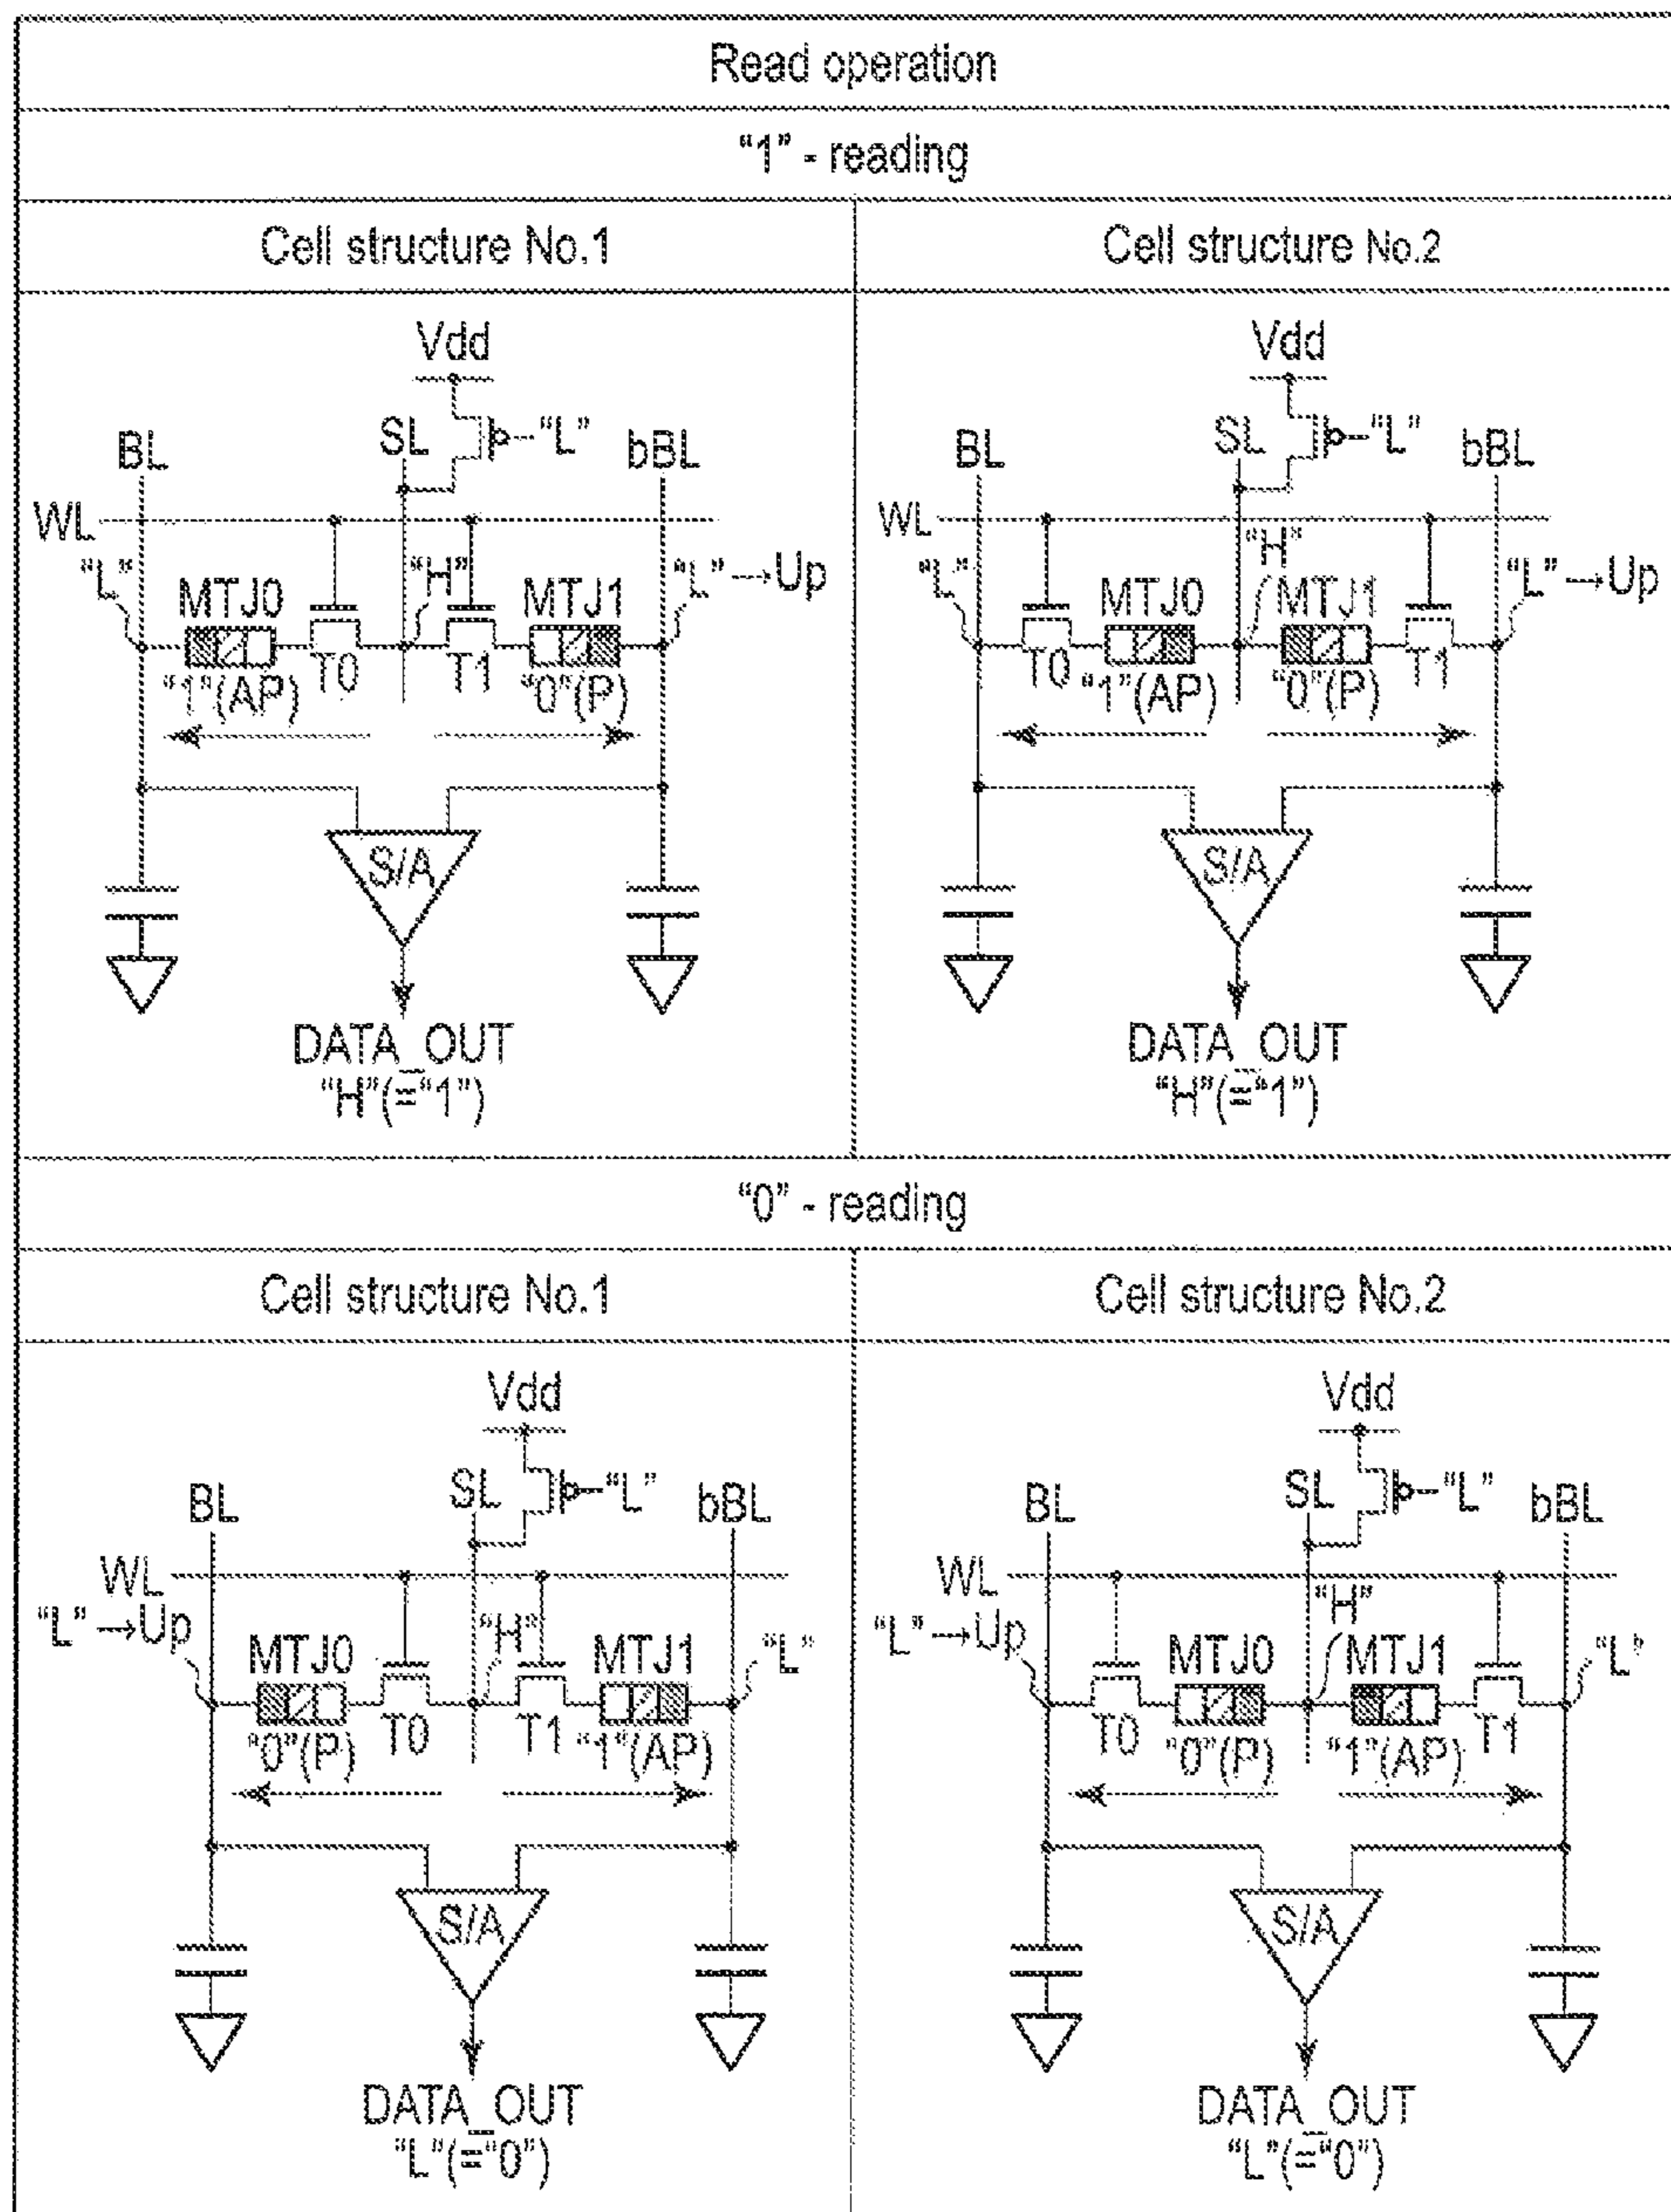 Read operation
"1" - reading
Cell structure No.1
Cell structure No.2
Vdd
SL
"L"
BL
bBL
WL
"L"
MTJ0
"H"
MTJ1
"L" →Up
T0
T1
"1"(AP)
"0"(P)
S/A
DATA_OUT
"H"(="1")
Vdd
SL
"L"
BL
bBL
WL
"L"
MTJ0
"H"
MTJ1
"L" →Up
T0
"1"(AP)
"0"(P)
T1
S/A
DATA_OUT
"H"(="1")
"0" - reading
Cell structure No.1
Cell structure No.2
Vdd
SL
"L"
BL
bBL
WL
"L" →Up
MTJ0
"H"
MTJ1
"L"
"0"(P)
T0
T1
"1"(AP)
S/A
DATA_OUT
"L"(="0")
Vdd
SL
"L"
BL
bBL
WL
"L" →Up
MTJ0
"H"
MTJ1
"L"
T0
"0"(P)
"1"(AP)
T1
S/A
DATA_OUT
"L"(="0")